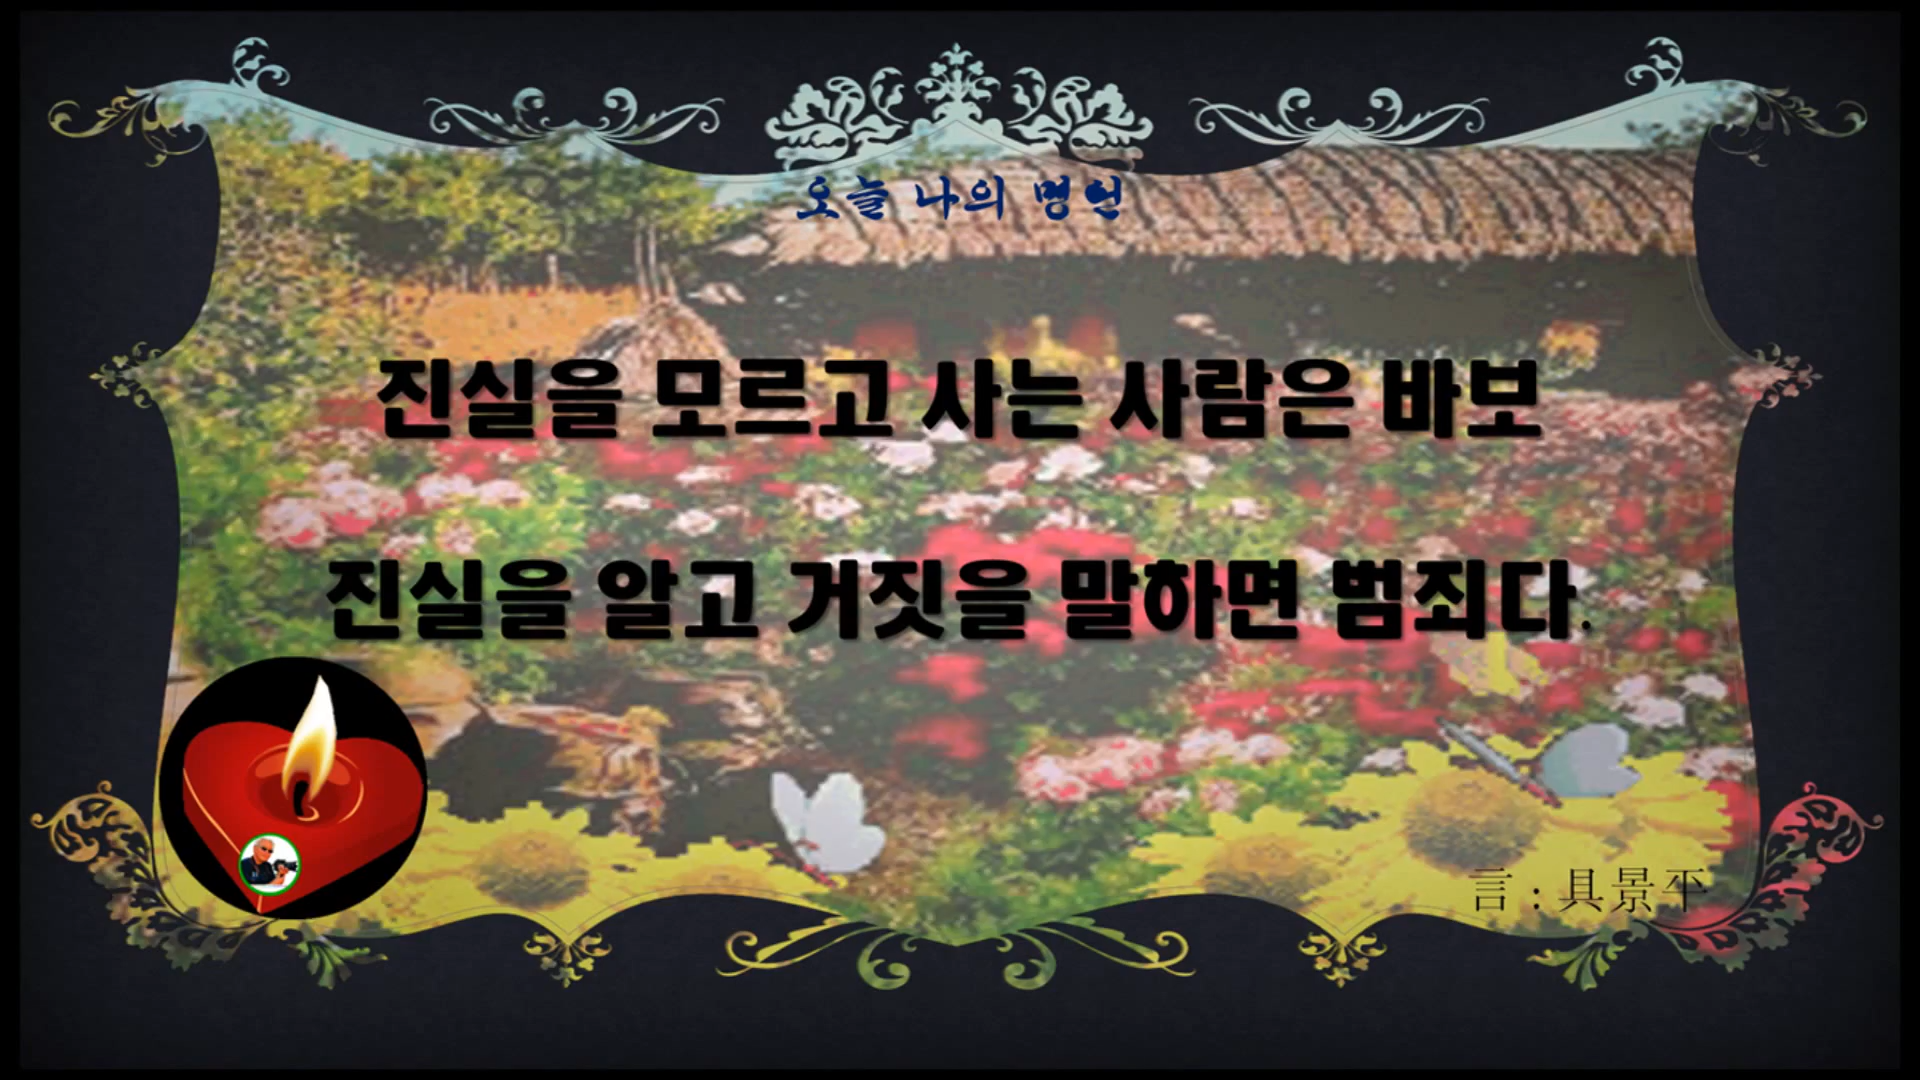 오늘 나의 명언
진실을 모르고 사는 사람은 바보
진실을 알고 거짓을 말하면 범죄다.
言 : 具景平